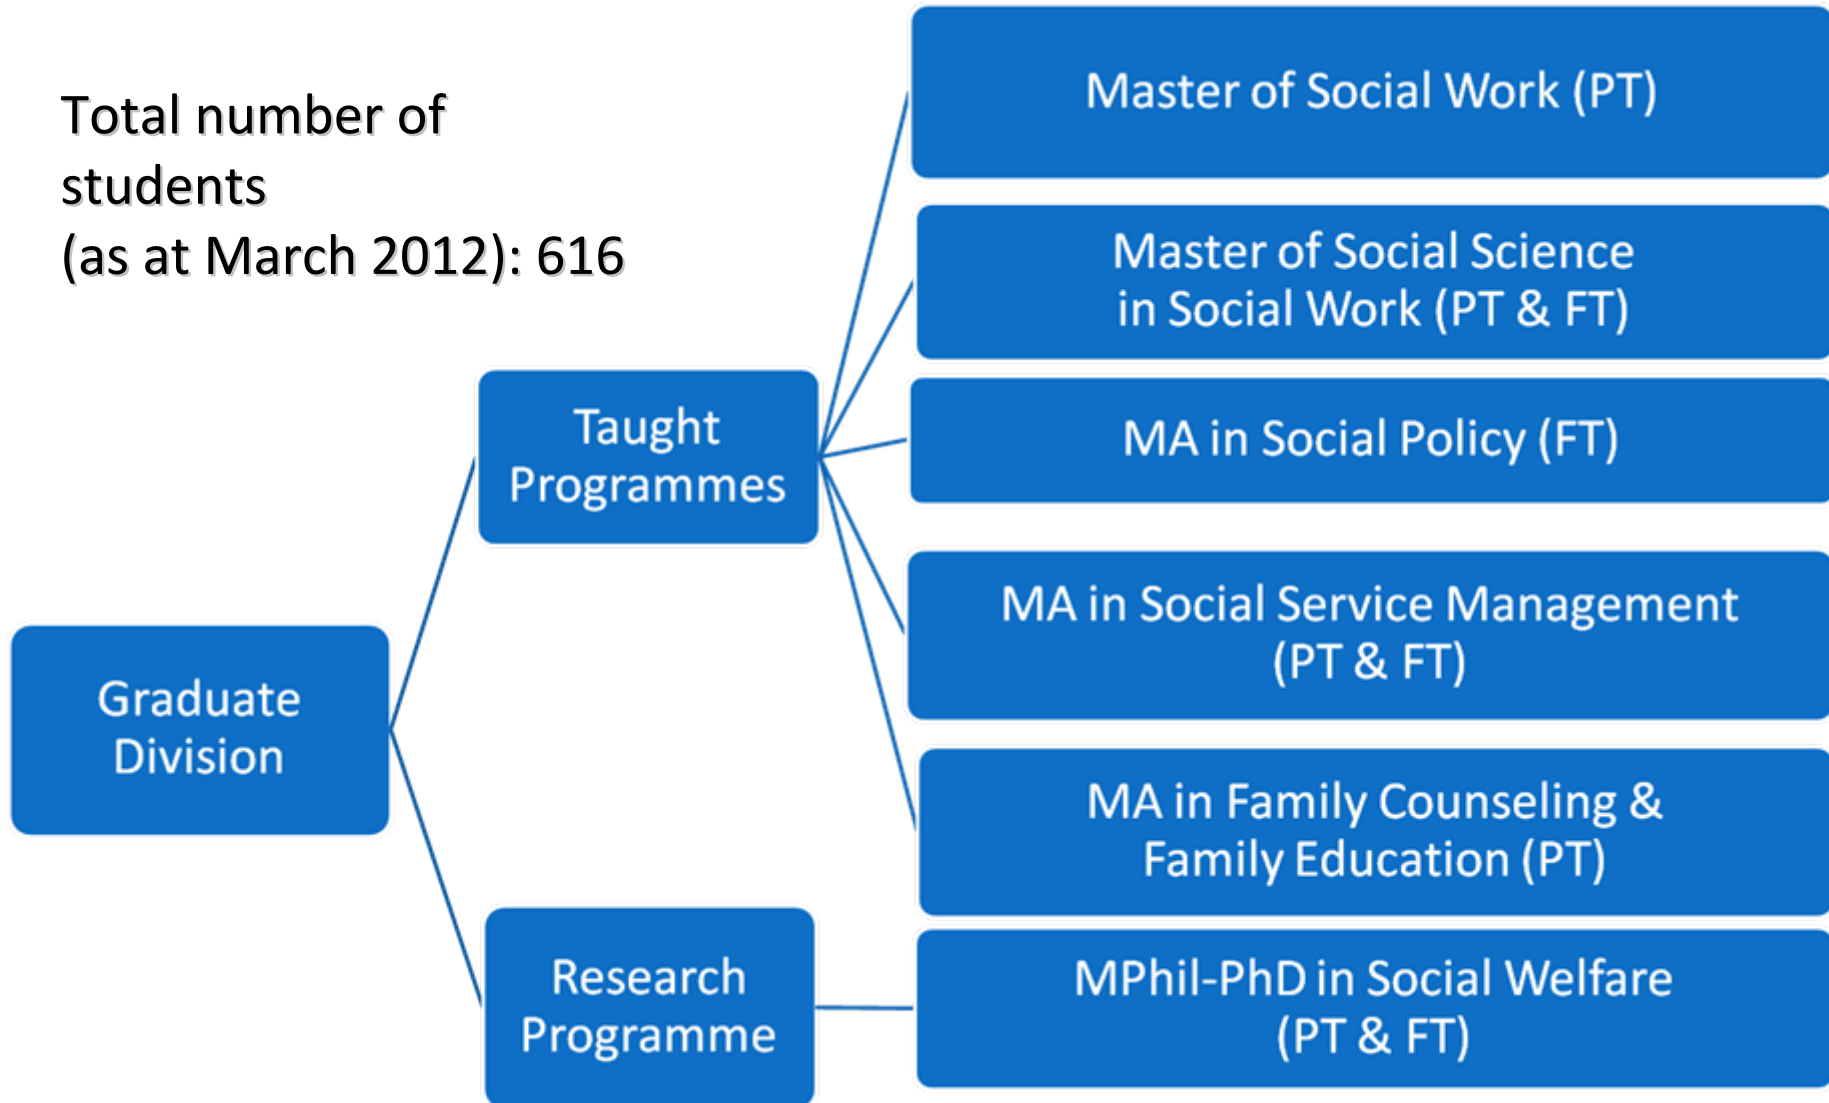 Total number of
students
(as at March 2012): 616
Graduate
Division
Taught
Programmes
Master of Social Work (PT)
Master of Social Science
in Social Work (PT & FT)
MA in Social Policy (FT)
MA in Social Service Management
(PT & FT)
MA in Family Counseling &
Family Education (PT)
Research
Programme
MPhil-PhD in Social Welfare
(PT & FT)